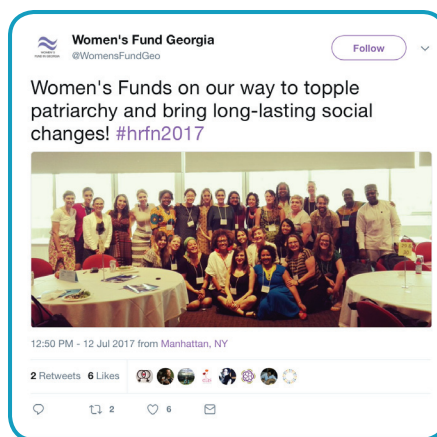 Women's Fund Georgia
@WomensFundGeo
Follow
Women's Funds on our way to topple
patriarchy and bring long-lasting social
changes! #hrfn2017
12:50 PM - 12 Jul 2017 from Manhattan, NY
2 Retweets 6 Likes
2 6